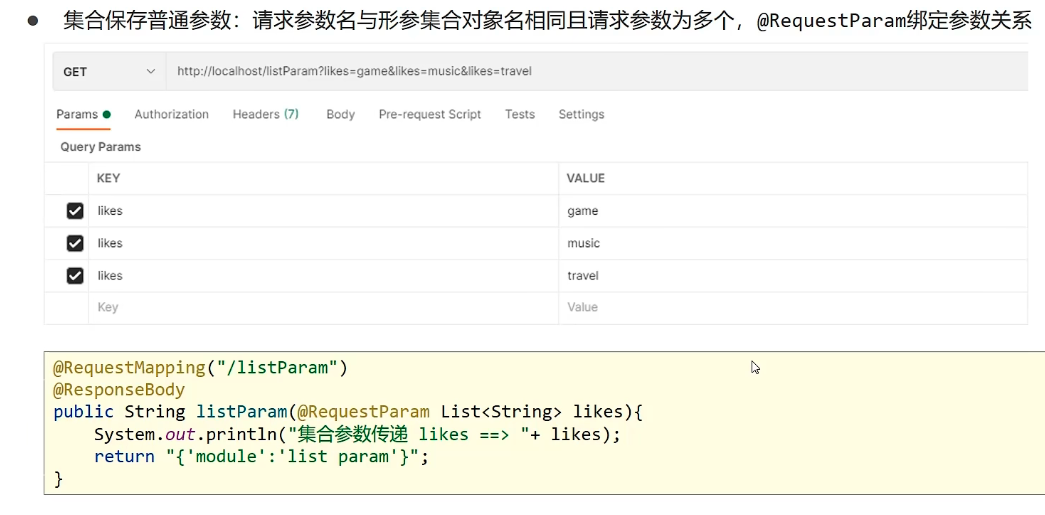 ● 集合保存普通参数：请求参数名与形参集合对象名相同且请求参数为多个，@RequestParam绑定参数关系
GET http://localhost/listParam?likes=game&likes=music&likes=travel
Params Authorization Headers (7) Body Pre-request Script Tests Settings
Query Params
KEY VALUE
likes game
likes music
likes travel
Key Value
@RequestMapping("/listParam")
@ResponseBody
public String listParam(@RequestParam List<String> likes){
    System.out.println("集合参数传递 likes ==> "+ likes);
    return "{'module':'list param'}";
}